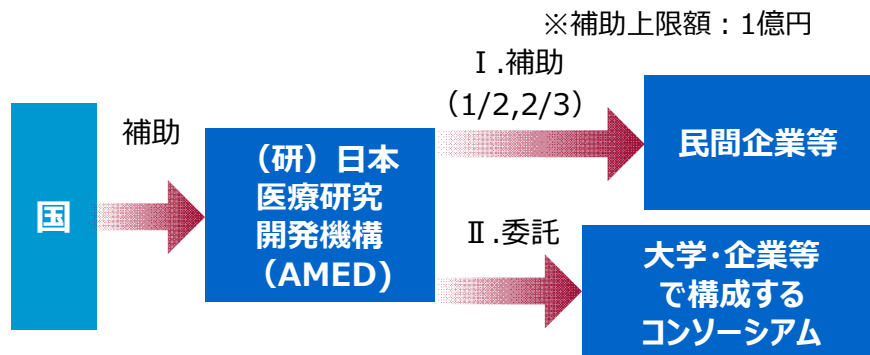 ※補助上限額：1億円
Ⅰ.補助
（1/2,2/3）
民間企業等
補助
国
（研）日本
医療研究
開発機構
（AMED)
Ⅱ.委託
大学･企業等
で構成する
コンソーシアム